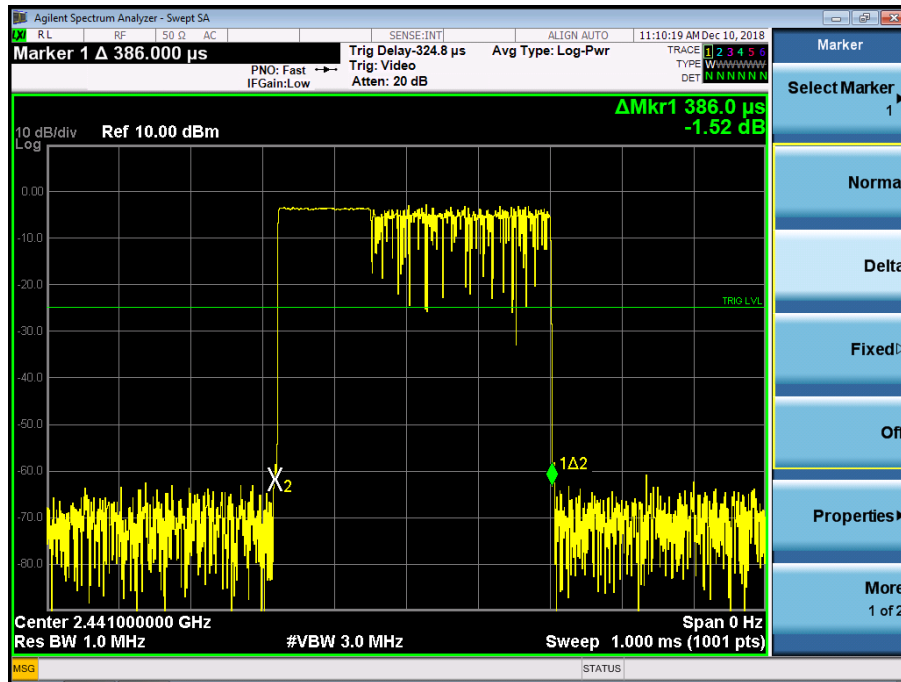 Agilent Spectrum Analyzer - Swept SA
LXI RL RF 50 Ω AC SENSE:INT ALIGN AUTO 11:10:19 AM Dec 10, 2018
Marker 1 Δ 386.000 µs
Trig Delay-324.8 µs Avg Type: Log-Pwr TRACE 1 2 3 4 5 6
PNO: Fast Trig: Video TYPE WWWWWW
IFGain:Low Atten: 20 dB DET N N N N N N
ΔMkr1 386.0 µs
-1.52 dB
10 dB/div Ref 10.00 dBm
Log
0.00
-10.0
-20.0
TRIG LVL
-30.0
-40.0
-50.0
-60.0
1Δ2
2
-70.0
-80.0
Center 2.441000000 GHz Span 0 Hz
Res BW 1.0 MHz #VBW 3.0 MHz Sweep 1.000 ms (1001 pts)
MSG STATUS
Marker
Select Marker
1
Norma
Delta
Fixed
Off
Properties
More
1 of 2